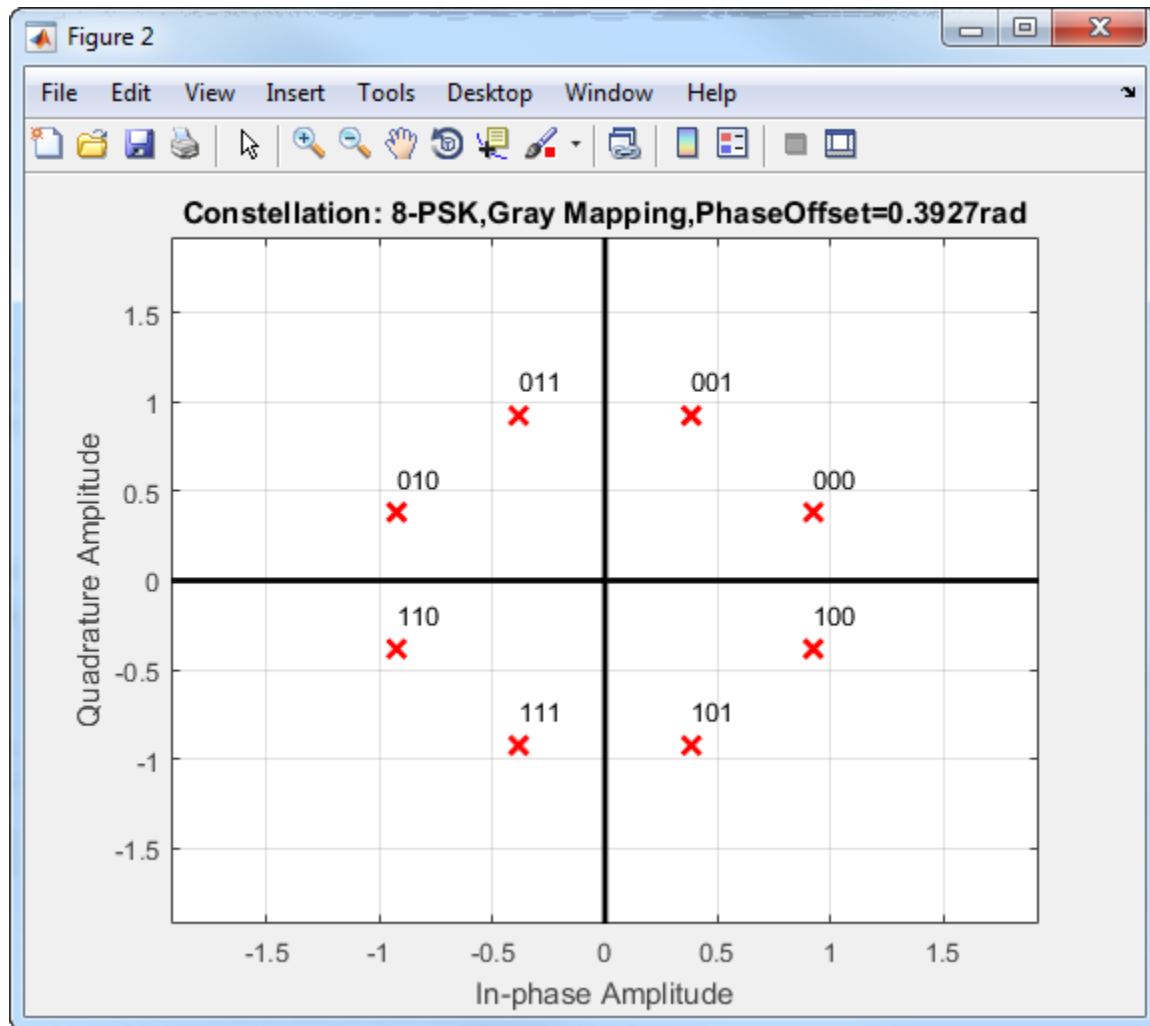 Figure 2
File Edit View Insert Tools Desktop Window Help
Constellation: 8-PSK,Gray Mapping,PhaseOffset=0.3927rad
1.5
011 001
1
010 000
0.5
0
110 100
-0.5
111 101
-1
-1.5
Quadrature Amplitude
-1.5 -1 -0.5 0 0.5 1 1.5
In-phase Amplitude